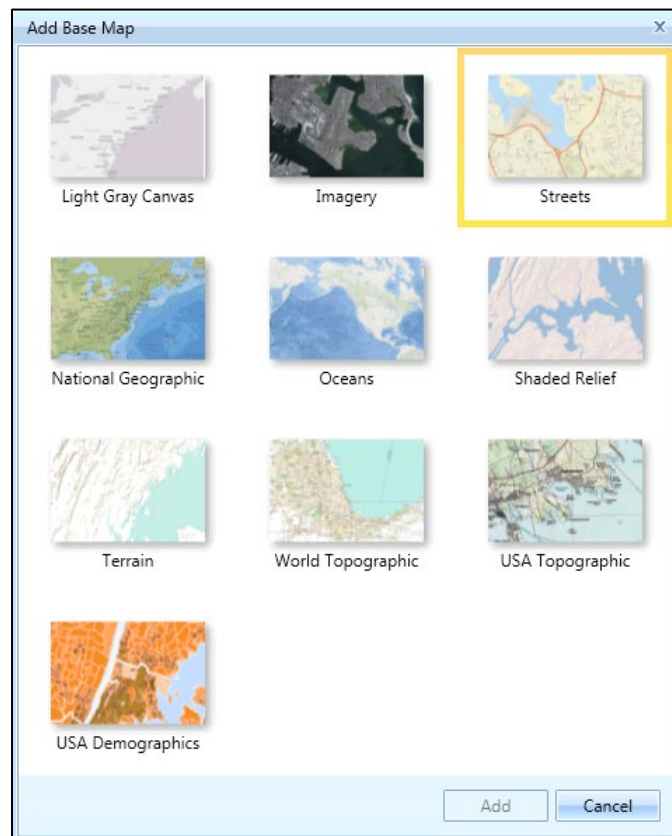 Add Base Map
Light Gray Canvas
Imagery
Streets
National Geographic
Oceans
Shaded Relief
Terrain
World Topographic
USA Topographic
USA Demographics
Add
Cancel